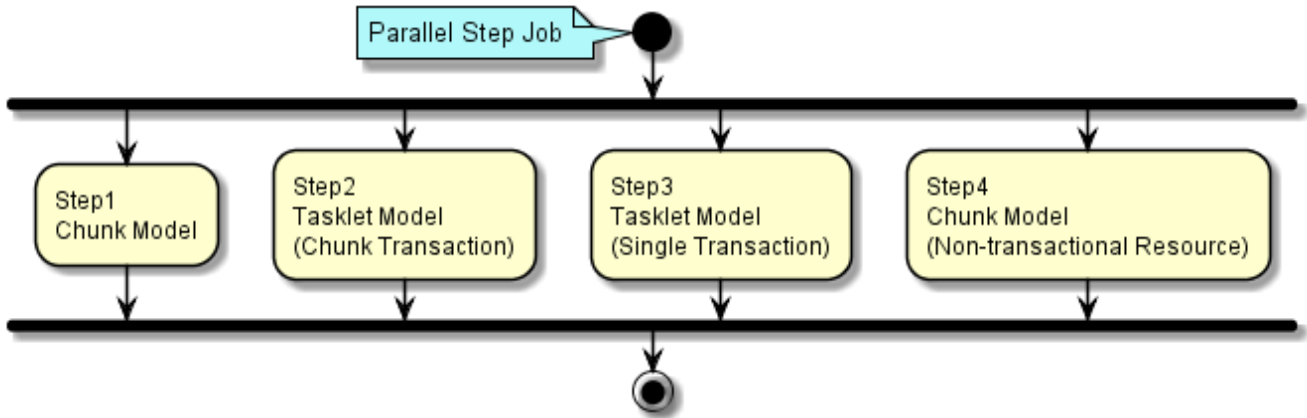 Parallel Step Job
Step1
Chunk Model
Step2
Tasklet Model
(Chunk Transaction)
Step3
Tasklet Model
(Single Transaction)
Step4
Chunk Model
(Non-transactional Resource)